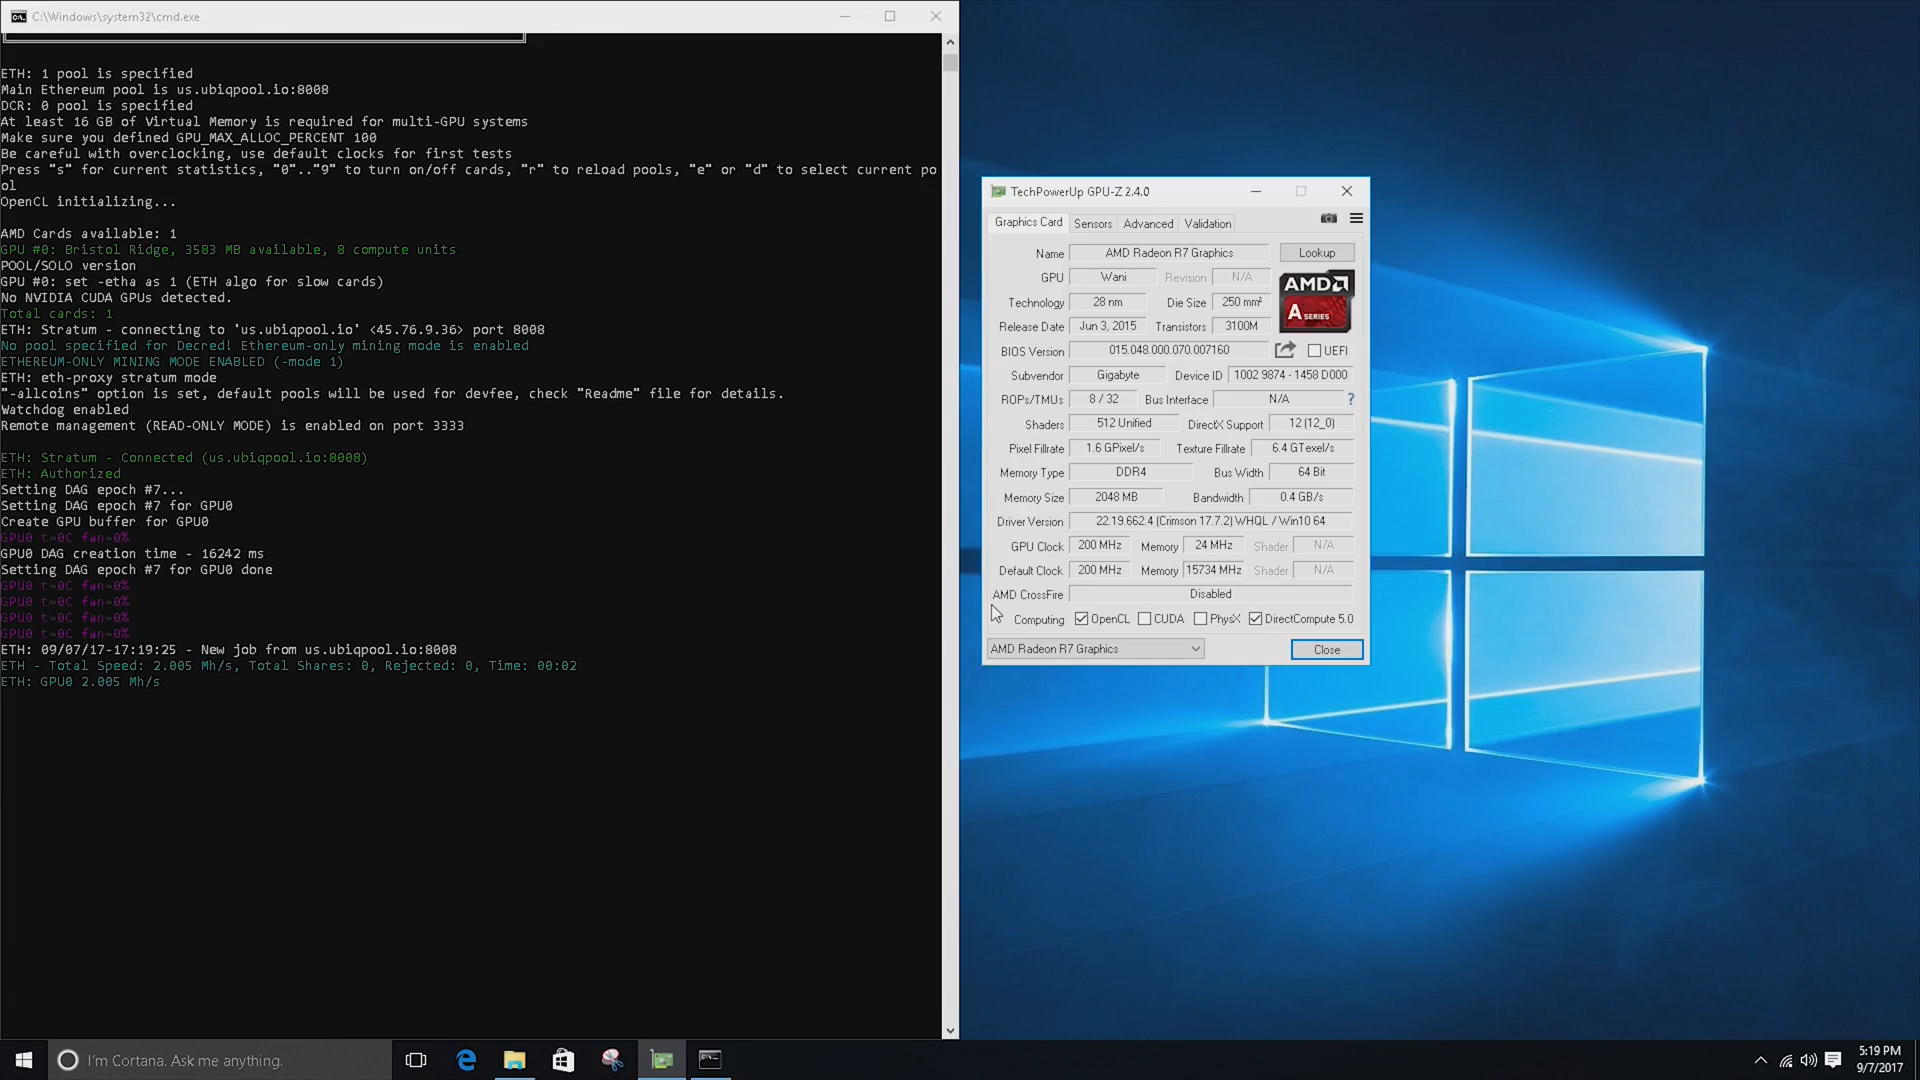 C:\Windows\system32\cmd.exe
ETH: 1 pool is specified
Main Ethereum pool is us.ubiqpool.io:8008
DCR: 0 pool is specified
At least 16 GB of Virtual Memory is required for multi-GPU systems
Make sure you defined GPU_MAX_ALLOC_PERCENT 100
Be careful with overclocking, use default clocks for first tests
Press "s" for current statistics, "0".."9" to turn on/off cards, "r" to reload pools, "e" or "d" to select current po
ol
OpenCL initializing...
AMD Cards available: 1
GPU #0: Bristol Ridge, 3583 MB available, 8 compute units
POOL/SOLO version
GPU #0: set -etha as 1 (ETH algo for slow cards)
No NVIDIA CUDA GPUs detected.
Total cards: 1
ETH: Stratum - connecting to 'us.ubiqpool.io' <45.76.9.36> port 8008
No pool specified for Decred! Ethereum-only mining mode is enabled
ETHEREUM-ONLY MINING MODE ENABLED (-mode 1)
ETH: eth-proxy stratum mode
"-allcoins" option is set, default pools will be used for devfee, check "Readme" file for details.
Watchdog enabled
Remote management (READ-ONLY MODE) is enabled on port 3333
ETH: Stratum - Connected (us.ubiqpool.io:8008)
ETH: Authorized
Setting DAG epoch #7...
Setting DAG epoch #7 for GPU0
Create GPU buffer for GPU0
GPU0 t=0C fan=0%
GPU0 DAG creation time - 16242 ms
Setting DAG epoch #7 for GPU0 done
GPU0 t=0C fan=0%
GPU0 t=0C fan=0%
GPU0 t=0C fan=0%
GPU0 t=0C fan=0%
ETH: 09/07/17-17:19:25 - New job from us.ubiqpool.io:8008
ETH - Total Speed: 2.005 Mh/s, Total Shares: 0, Rejected: 0, Time: 00:02
ETH: GPU0 2.005 Mh/s
TechPowerUp GPU-Z 2.4.0
Graphics Card Sensors Advanced Validation
Name AMD Radeon R7 Graphics Lookup
GPU Wani Revision N/A
AMD
A SERIES
Technology 28 nm Die Size 250 mm²
Release Date Jun 3, 2015 Transistors 3100M
BIOS Version 015.048.000.070.007160 UEFI
Subvendor Gigabyte Device ID 1002 9874 - 1458 D000
ROPs/TMUs 8 / 32 Bus Interface N/A ?
Shaders 512 Unified DirectX Support 12 (12_0)
Pixel Fillrate 1.6 GPixel/s Texture Fillrate 6.4 GTexel/s
Memory Type DDR4 Bus Width 64 Bit
Memory Size 2048 MB Bandwidth 0.4 GB/s
Driver Version 22.19.662.4 (Crimson 17.7.2) WHQL / Win10 64
GPU Clock 200 MHz Memory 24 MHz Shader N/A
Default Clock 200 MHz Memory 15734 MHz Shader N/A
AMD CrossFire Disabled
Computing OpenCL CUDA PhysX DirectCompute 5.0
AMD Radeon R7 Graphics Close
I'm Cortana. Ask me anything.
5:19 PM
9/7/2017